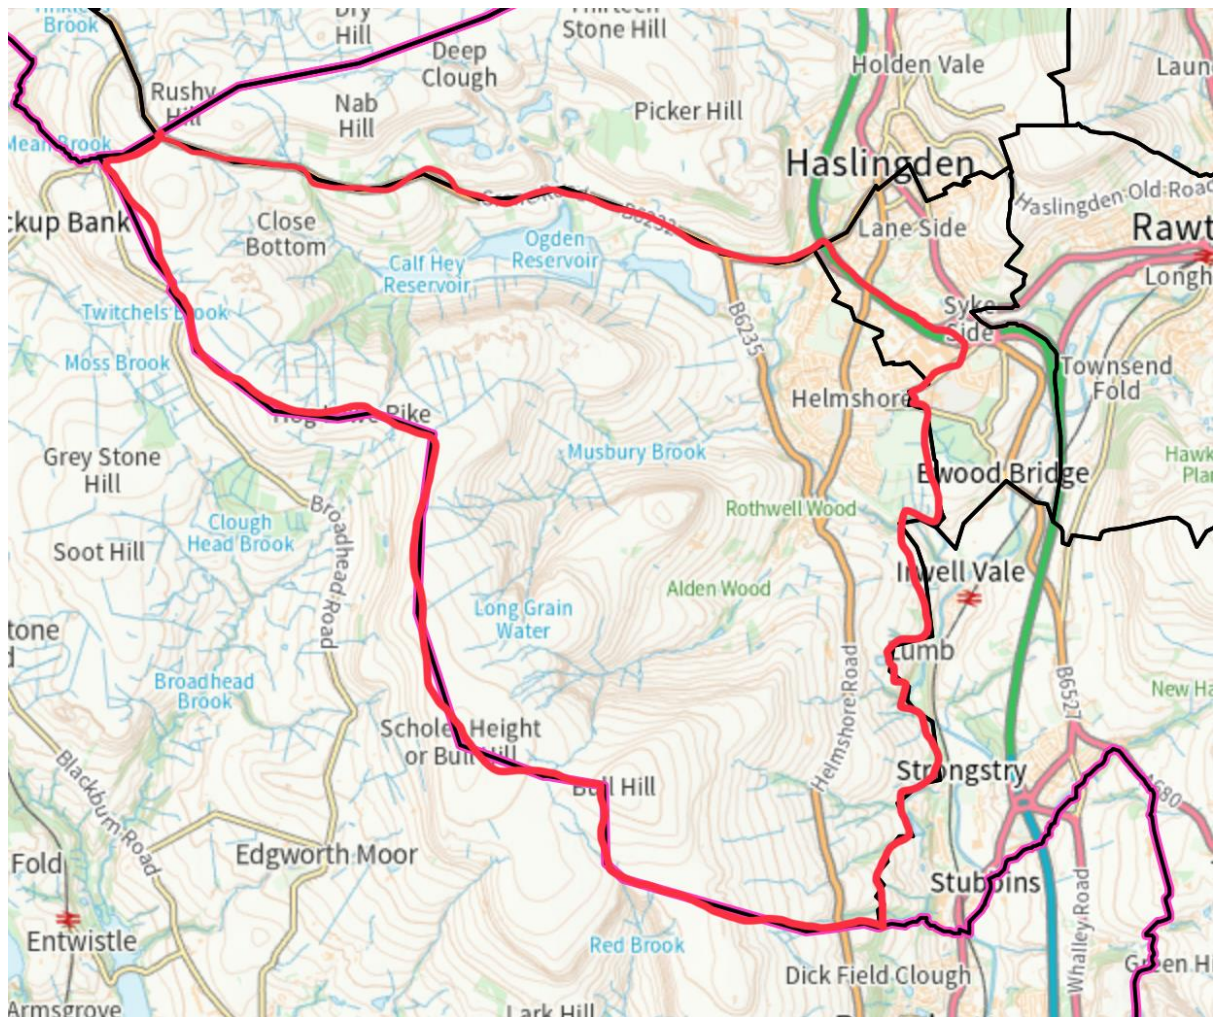 Brook
Hill
Deep
Clough
Stone Hill
Holden Vale
Rushy
Hill
Nab
Hill
Picker Hill
Mean Brook
Haslingden
Haslingden Old Road
ckup Bank
Close
Bottom
Ogden
Reservoir
B6232
Lane Side
Rawt
Calf Hey
Reservoir
Longh
Twitchels Brook
Syke
Side
B6235
Moss Brook
Townsend
Fold
Helmshore
Pike
Grey Stone
Hill
Musbury Brook
Ewood Bridge
Hawk
Plan
Broadhead Road
Rothwell Wood
Clough
Head Brook
Soot Hill
Irwell Vale
Alden Wood
Long Grain
Water
tone
d
Lumb
Broadhead
Brook
Helmshore Road
B6527
New Ha
Scholes Height
or Bull Hill
Strongstry
Bull Hill
A680
Blackburn Road
Fold
Edgworth Moor
Stubbins
Whalley Road
Entwistle
Red Brook
Dick Field Clough
Green Hi
Armsgrove
Lark Hill